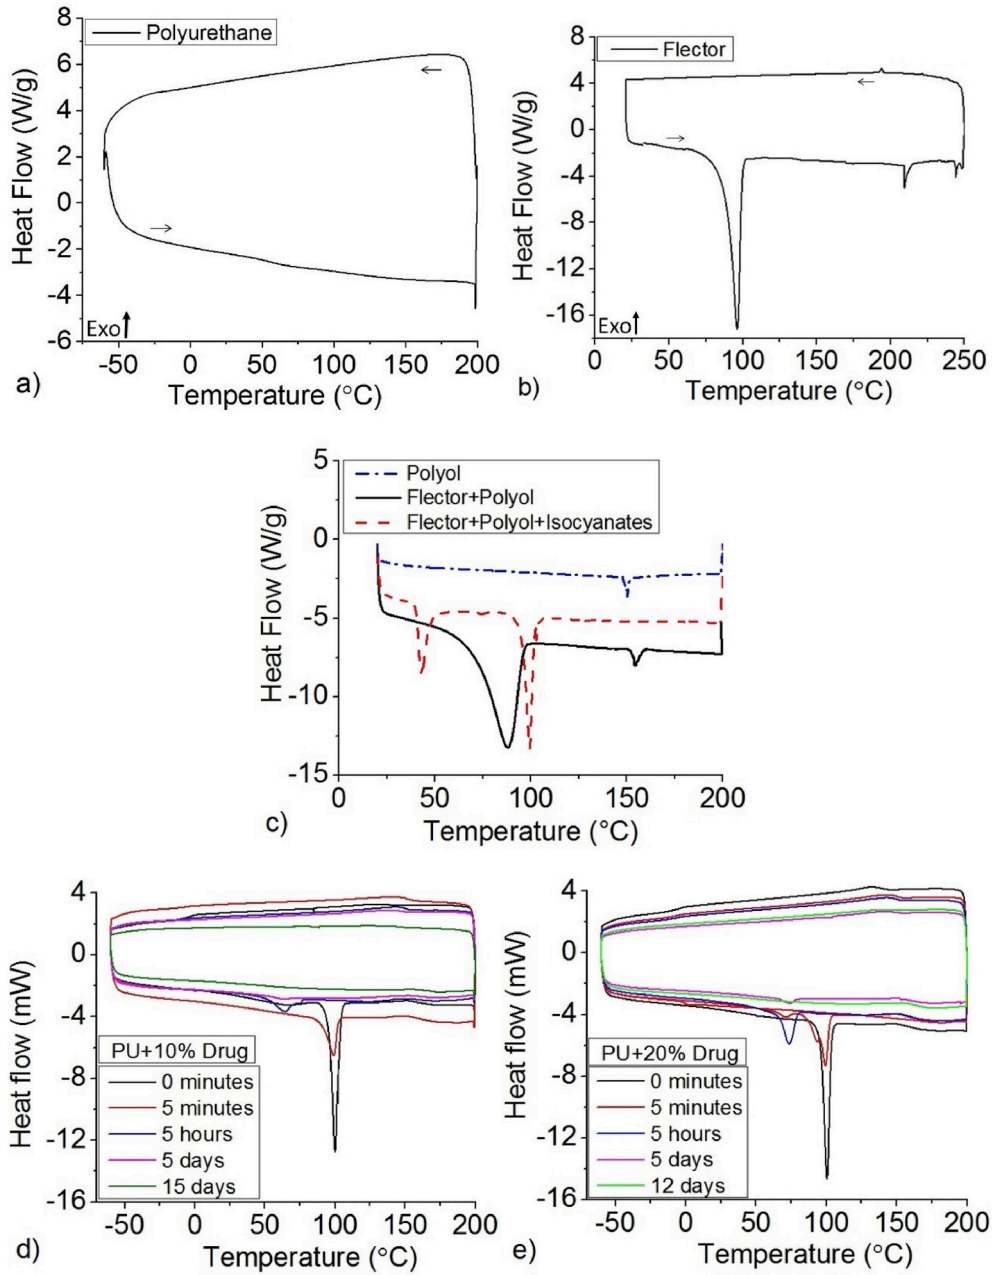 8
6
4
2
0
-2
-4
-6
Heat Flow (W/g)
Polyurethane
←
→
Exo↑
-50 0 50 100 150 200
a) Temperature (°C)
8
4
0
-4
-8
-12
-16
Heat Flow (W/g)
Flector
←
→
Exo↑
0 50 100 150 200 250
b) Temperature (°C)
5
0
-5
-10
-15
Heat Flow (W/g)
Polyol
Flector+Polyol
Flector+Polyol+Isocyanates
0 50 100 150 200
c) Temperature (°C)
4
0
-4
-8
-12
-16
Heat flow (mW)
PU+10% Drug
0 minutes
5 minutes
5 hours
5 days
15 days
-50 0 50 100 150 200
d) Temperature (°C)
4
0
-4
-8
-12
-16
Heat flow (mW)
PU+20% Drug
0 minutes
5 minutes
5 hours
5 days
12 days
-50 0 50 100 150 200
e) Temperature (°C)